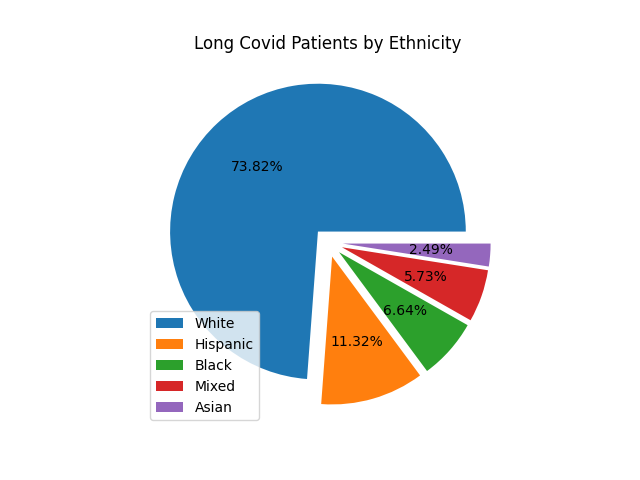 Long Covid Patients by Ethnicity
73.82%
2.49%
5.73%
6.64%
11.32%
White
Hispanic
Black
Mixed
Asian